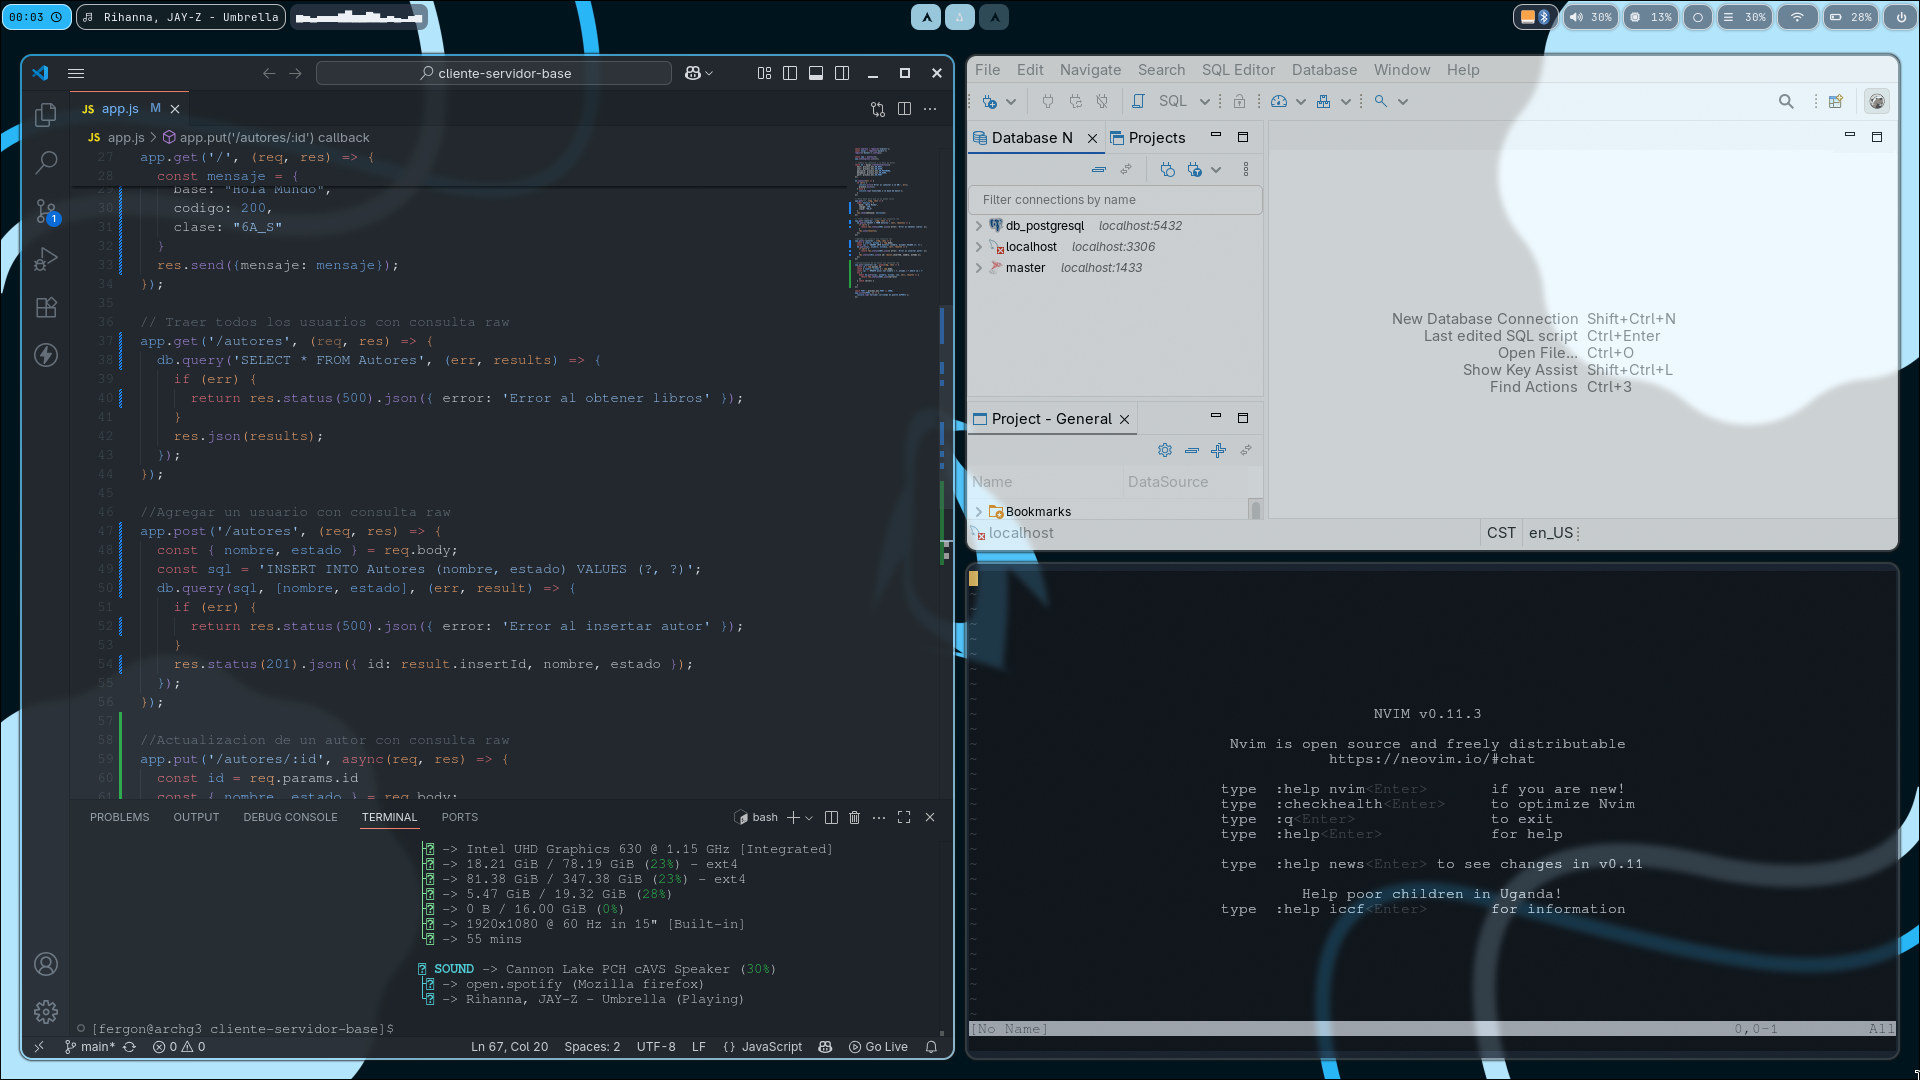 00:03
Rihanna, JAY-Z - Umbrella
30%
13%
30%
28%
cliente-servidor-base
JS app.js M
JS app.js > app.put('/autores/:id') callback
27 app.get('/', (req, res) => {
28 const mensaje = {
29 base: "Hola Mundo",
30 codigo: 200,
31 clase: "6A_S"
32 }
33 res.send({mensaje: mensaje});
34 });
35
36 // Traer todos los usuarios con consulta raw
37 app.get('/autores', (req, res) => {
38 db.query('SELECT * FROM Autores', (err, results) => {
39 if (err) {
40 return res.status(500).json({ error: 'Error al obtener libros' });
41 }
42 res.json(results);
43 });
44 });
45
46 //Agregar un usuario con consulta raw
47 app.post('/autores', (req, res) => {
48 const { nombre, estado } = req.body;
49 const sql = 'INSERT INTO Autores (nombre, estado) VALUES (?, ?)';
50 db.query(sql, [nombre, estado], (err, result) => {
51 if (err) {
52 return res.status(500).json({ error: 'Error al insertar autor' });
53 }
54 res.status(201).json({ id: result.insertId, nombre, estado });
55 });
56 });
57
58 //Actualizacion de un autor con consulta raw
59 app.put('/autores/:id', async(req, res) => {
60 const id = req.params.id
61 const { nombre, estado } = req.body;
1
PROBLEMS OUTPUT DEBUG CONSOLE TERMINAL PORTS
bash
-> Intel UHD Graphics 630 @ 1.15 GHz [Integrated]
-> 18.21 GiB / 78.19 GiB (23%) - ext4
-> 81.38 GiB / 347.38 GiB (23%) - ext4
-> 5.47 GiB / 19.32 GiB (28%)
-> 0 B / 16.00 GiB (0%)
-> 1920x1080 @ 60 Hz in 15" [Built-in]
-> 55 mins
SOUND -> Cannon Lake PCH cAVS Speaker (30%)
-> open.spotify (Mozilla firefox)
-> Rihanna, JAY-Z - Umbrella (Playing)
[fergon@archg3 cliente-servidor-base]$
main* 0 0 Ln 67, Col 20 Spaces: 2 UTF-8 LF {} JavaScript Go Live
File Edit Navigate Search SQL Editor Database Window Help
SQL
Database N Projects
Filter connections by name
db_postgresql localhost:5432
localhost localhost:3306
master localhost:1433
New Database Connection Shift+Ctrl+N
Last edited SQL script Ctrl+Enter
Open File... Ctrl+O
Show Key Assist Shift+Ctrl+L
Find Actions Ctrl+3
Project - General
Name DataSource
Bookmarks
localhost CST en_US
NVIM v0.11.3
Nvim is open source and freely distributable
https://neovim.io/#chat
type :help nvim<Enter> if you are new!
type :checkhealth<Enter> to optimize Nvim
type :q<Enter> to exit
type :help<Enter> for help
type :help news<Enter> to see changes in v0.11
Help poor children in Uganda!
type :help iccf<Enter> for information
[No Name] 0,0-1 All